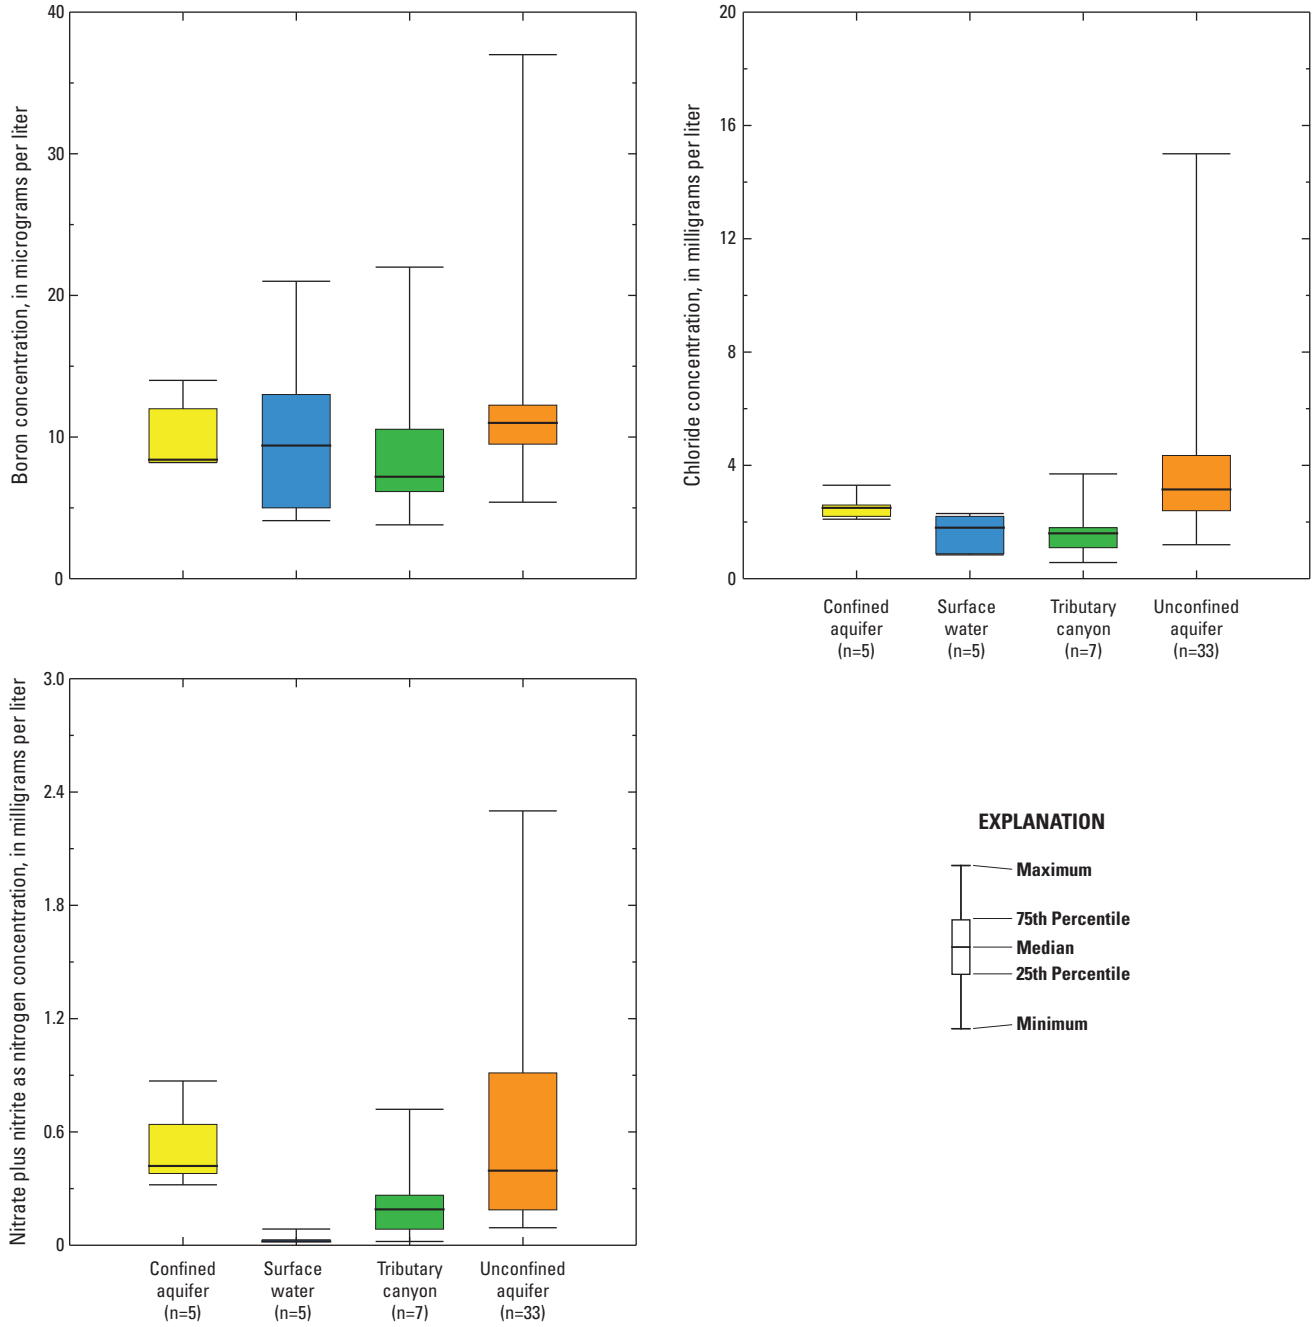 Boron concentration, in micrograms per liter
40
30
20
10
0
Chloride concentration, in milligrams per liter
20
16
12
8
4
0
Confined
aquifer
(n=5)
Surface
water
(n=5)
Tributary
canyon
(n=7)
Unconfined
aquifer
(n=33)
Nitrate plus nitrite as nitrogen concentration, in milligrams per liter
3.0
2.4
1.8
1.2
0.6
0
Confined
aquifer
(n=5)
Surface
water
(n=5)
Tributary
canyon
(n=7)
Unconfined
aquifer
(n=33)
EXPLANATION
Maximum
75th Percentile
Median
25th Percentile
Minimum